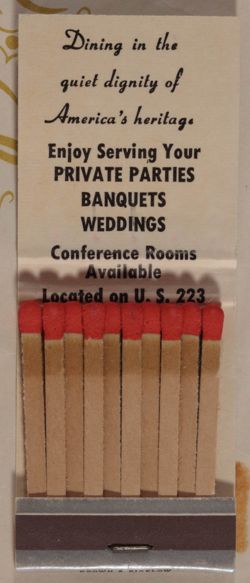 Dining in the
quiet dignity of
America's heritage
Enjoy Serving Your
PRIVATE PARTIES
BANQUETS
WEDDINGS
Conference Rooms
Available
Located on U. S. 223